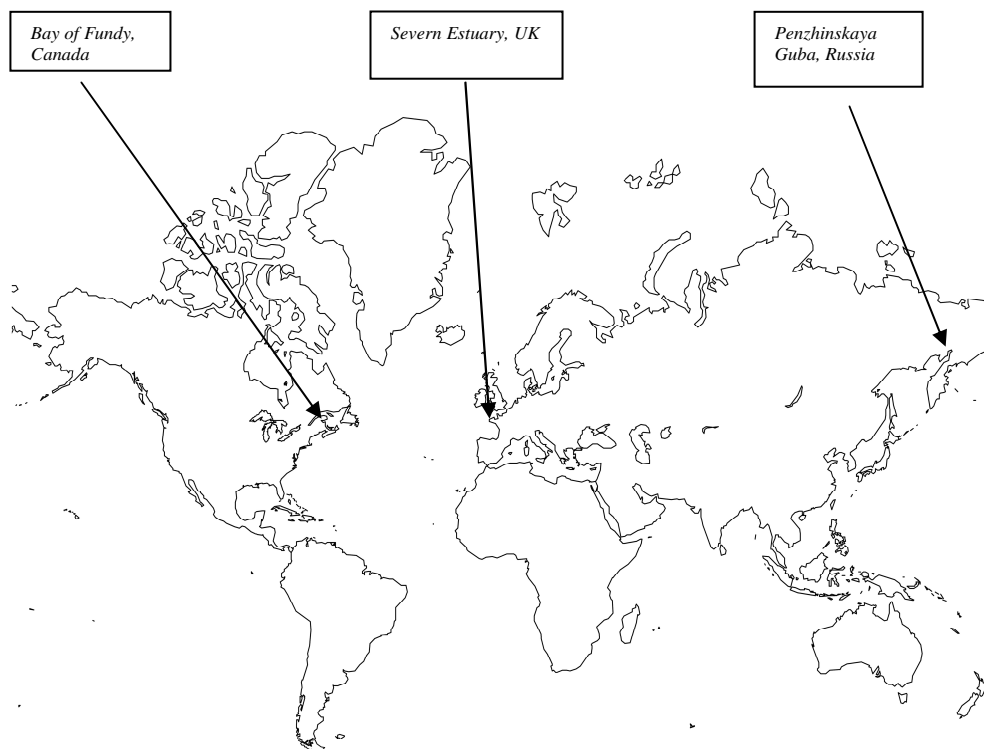 Bay of Fundy,
Canada
Severn Estuary, UK
Penzhinskaya
Guba, Russia